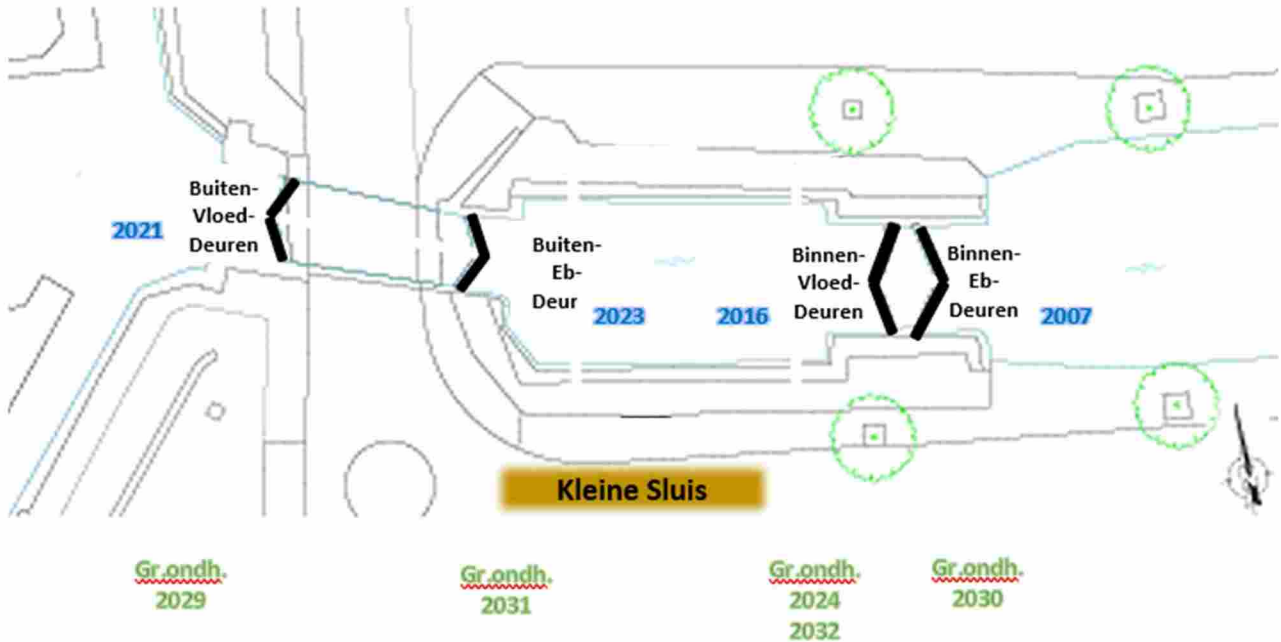 Buiten-
Vloed-
Deuren
2021
Buiten-
Eb-
Deur
2023
2016
Binnen-
Vloed-
Deuren
Binnen-
Eb-
Deuren
2007
Kleine Sluis
Gr.ondh.
2029
Gr.ondh.
2031
Gr.ondh.
2024
2032
Gr.ondh.
2030